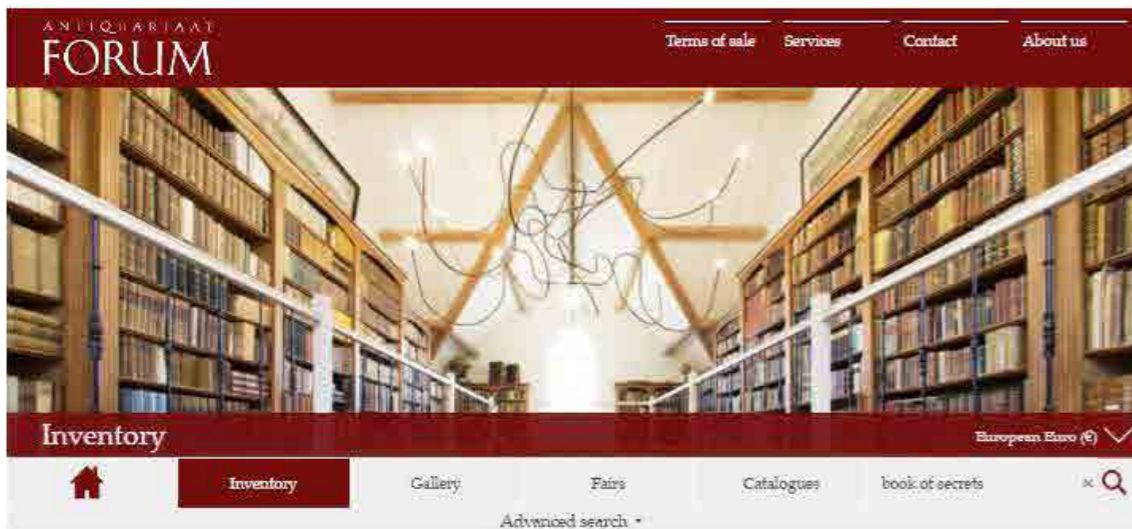 ANTIQUARIAAT
FORUM
Terms of sale Services Contact About us
Inventory
European Euro (€)
Inventory Gallery Fairs Catalogues book of secrets ×
Advanced search